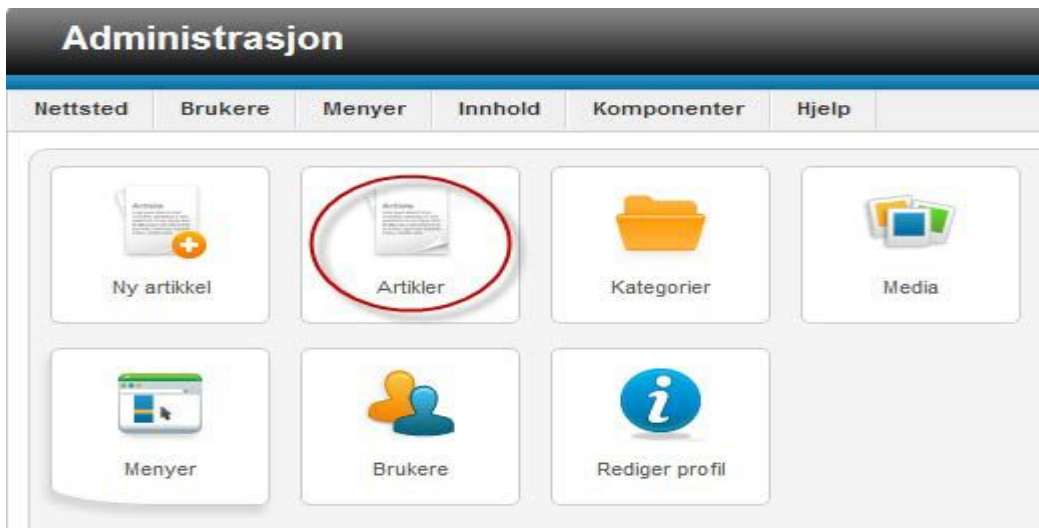 Administrasjon
Nettsted Brukere Menyer Innhold Komponenter Hjelp
Ny artikkel Artikler Kategorier Media
Menyer Brukere Rediger profil